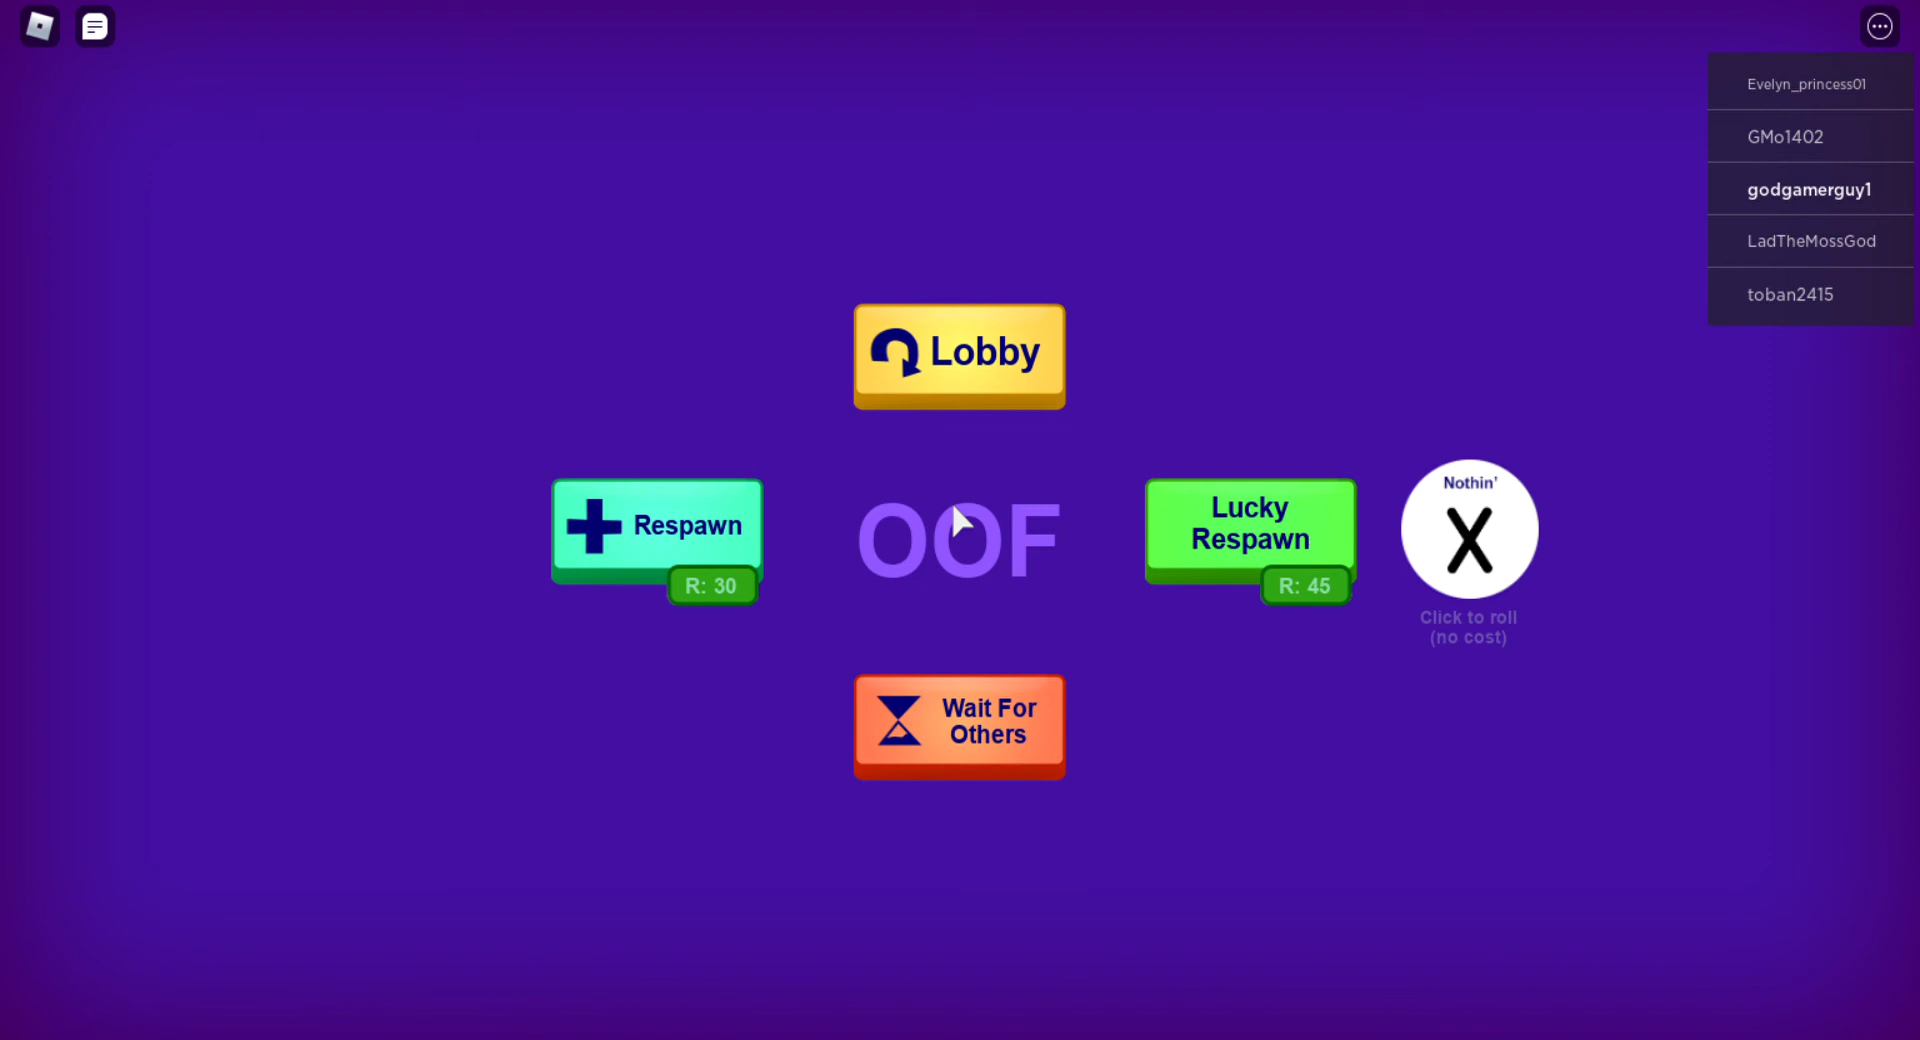 Evelyn_princess01
GMo1402
godgamerguy1
LadTheMossGod
toban2415
Lobby
Respawn
R: 30
OOF
Lucky
Respawn
R: 45
Nothin'
X
Click to roll
(no cost)
Wait For
Others